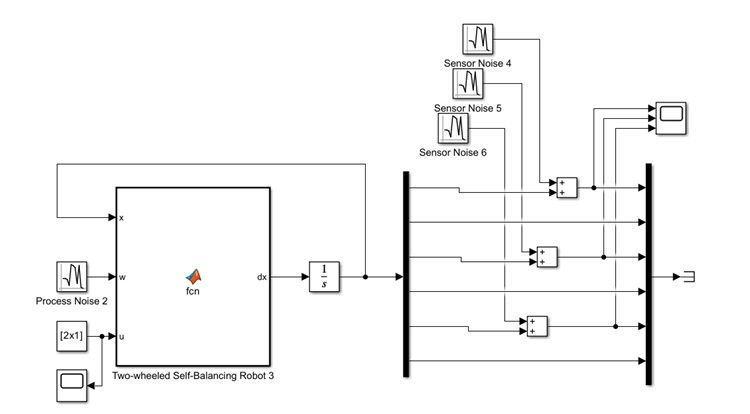 Sensor Noise 4
Sensor Noise 5
Sensor Noise 6
+
+
+
+
+
+
x
w
u
fcn
dx
1
s
Process Noise 2
[2x1]
Two-wheeled Self-Balancing Robot 3